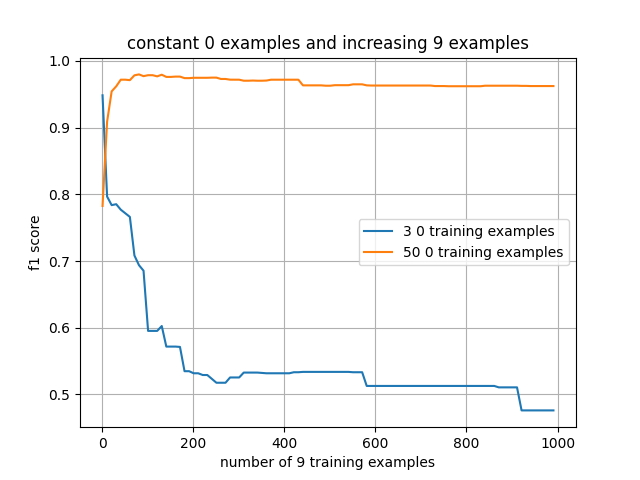 constant 0 examples and increasing 9 examples
1.0
0.9
0.8
0.7
0.6
0.5
f1 score
3 0 training examples
50 0 training examples
0
200
400
600
800
1000
number of 9 training examples